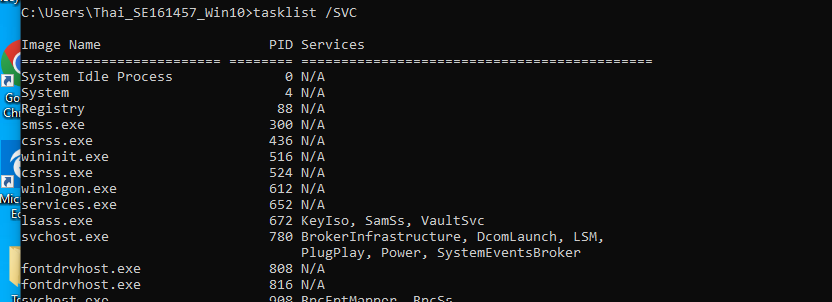 C:\Users\Thai_SE161457_Win10>tasklist /SVC
Image Name                     PID Services
========================= ======== ============================================
System Idle Process              0 N/A
System                           4 N/A
Registry                        88 N/A
smss.exe                       300 N/A
csrss.exe                      436 N/A
wininit.exe                    516 N/A
csrss.exe                      524 N/A
winlogon.exe                   612 N/A
services.exe                   652 N/A
lsass.exe                      672 KeyIso, SamSs, VaultSvc
svchost.exe                    780 BrokerInfrastructure, DcomLaunch, LSM,
                                   PlugPlay, Power, SystemEventsBroker
fontdrvhost.exe                808 N/A
fontdrvhost.exe                816 N/A
svchost.exe                    908 RpcEptMapper, RpcSs
Go
Chr
Mic
Ed